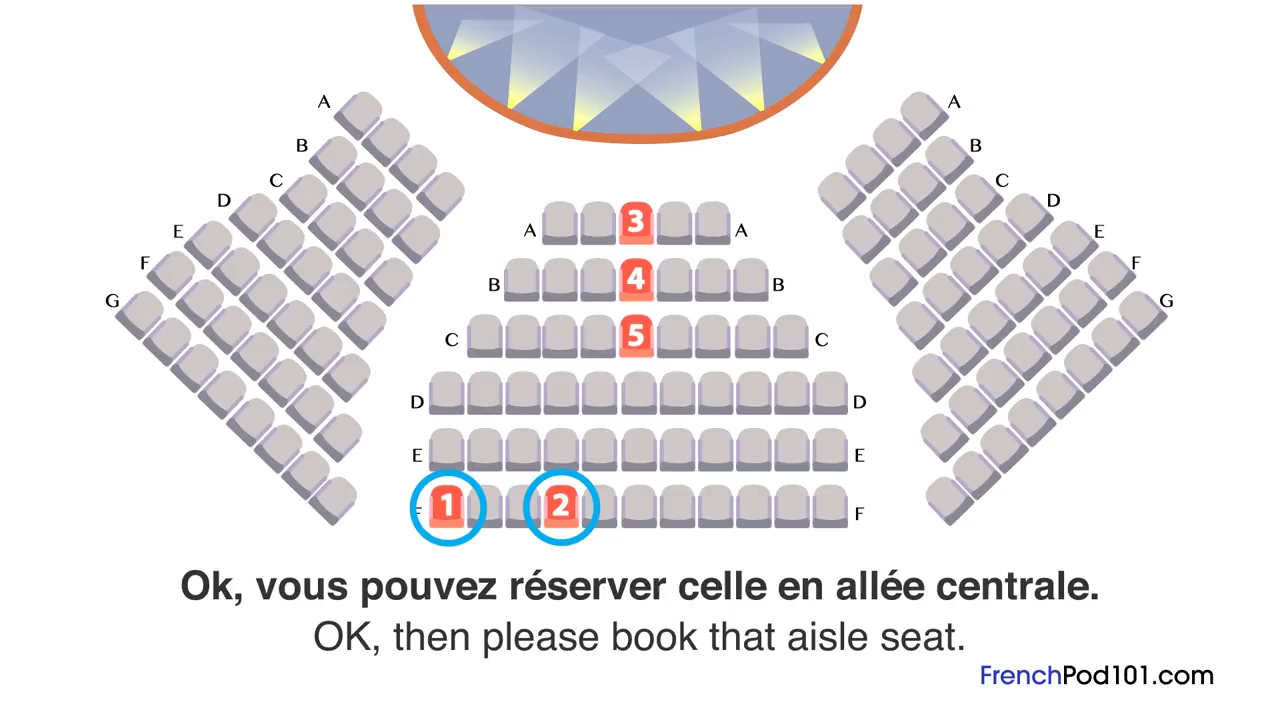 A A
B B
C C
D D
E A 3 A E
F F
B 4 B
G G
C 5 C
D D
E E
F 1 2 F
Ok, vous pouvez réserver celle en allée centrale.
OK, then please book that aisle seat.
FrenchPod101.com